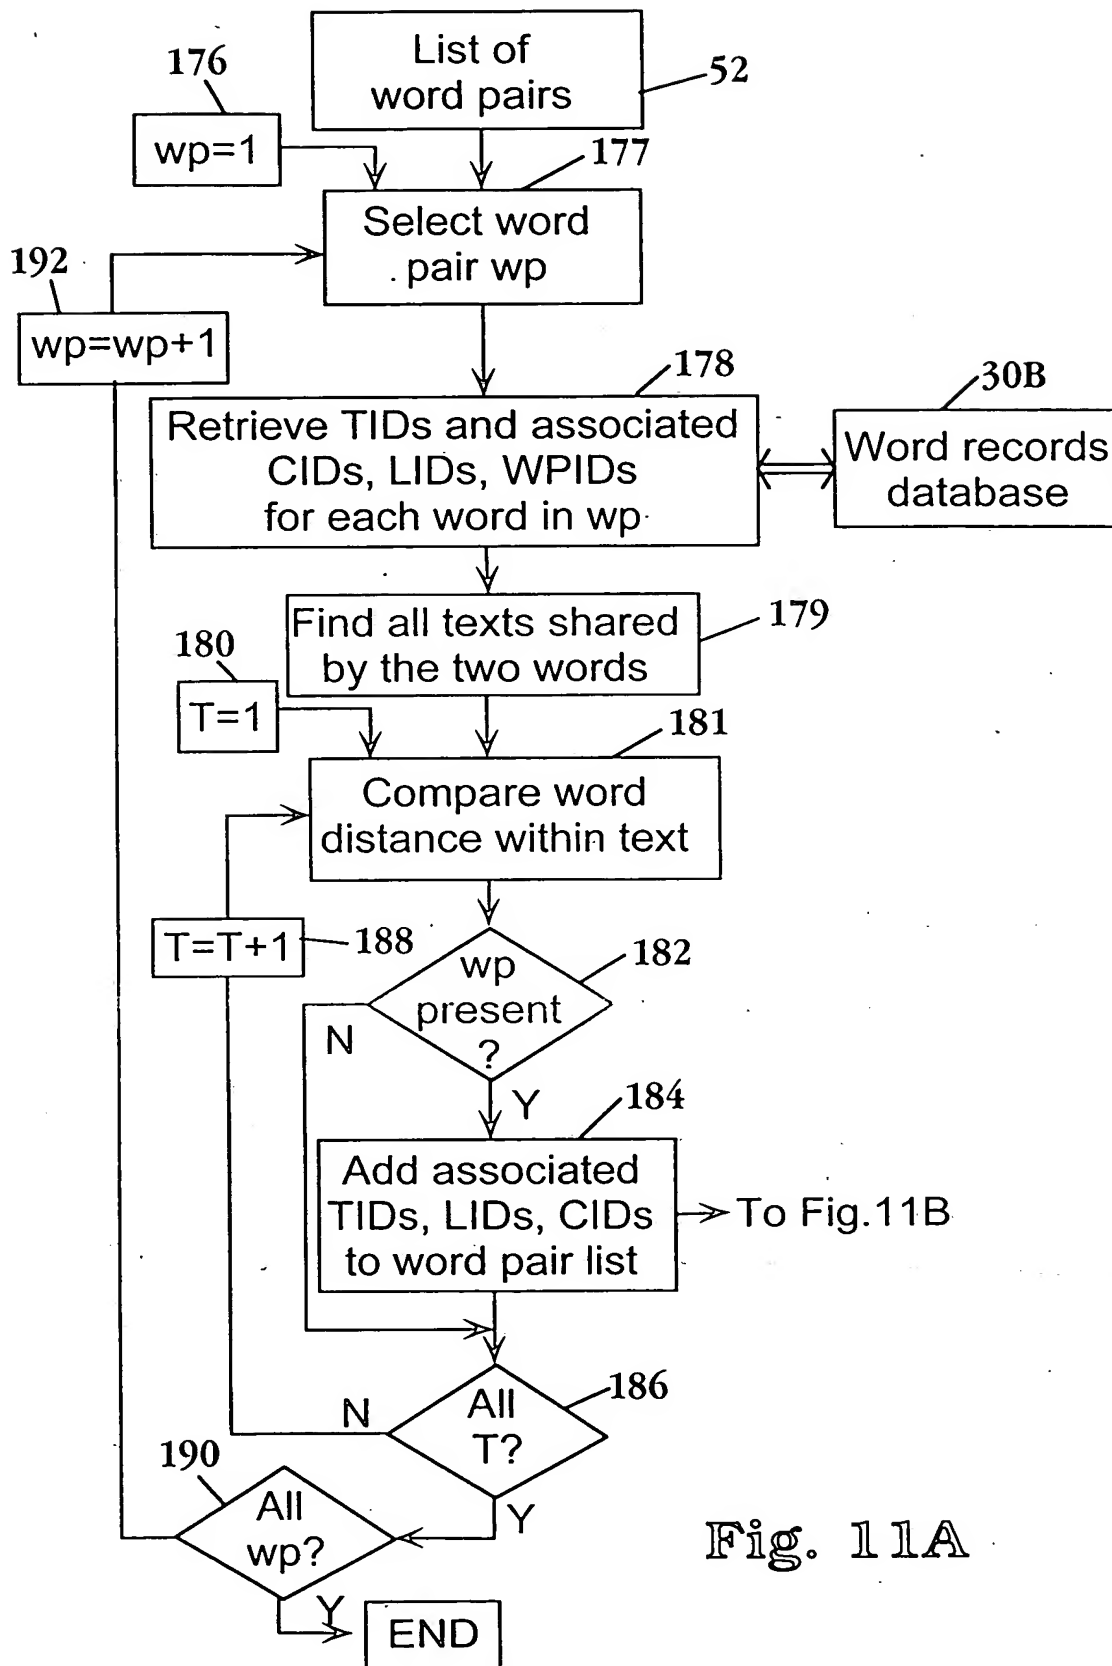 List of
word pairs
52
176
wp=1
177
Select word
pair wp
192
wp=wp+1
178
Retrieve TIDs and associated
CIDs, LIDs, WPIDs
for each word in wp
30B
Word records
database
Find all texts shared
by the two words
179
180
T=1
181
Compare word
distance within text
T=T+1
188
wp
present
?
182
N
Y
184
Add associated
TIDs, LIDs, CIDs
to word pair list
To Fig.11B
All
T?
186
N
Y
190
All
wp?
Y
END
Fig. 11A